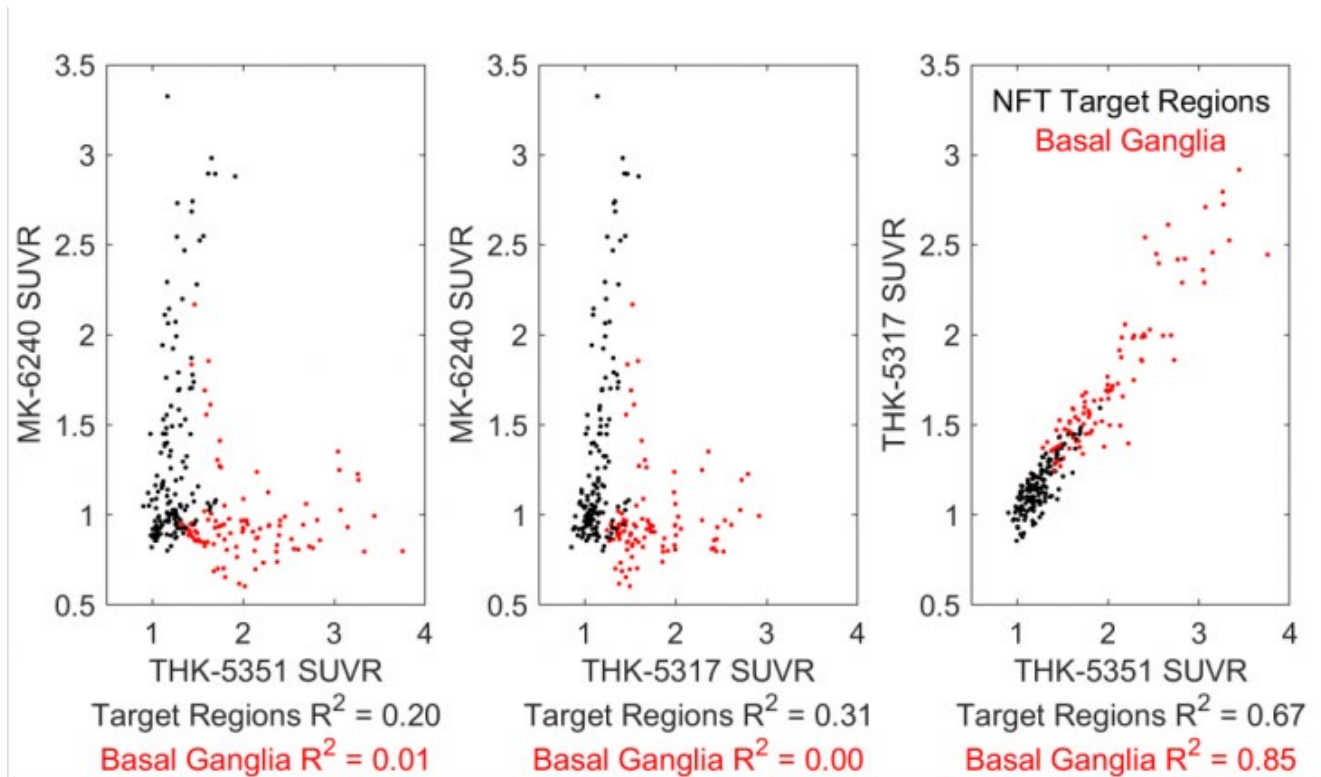 3.5
3
2.5
2
1.5
1
0.5
MK-6240 SUVR
1 2 3 4
THK-5351 SUVR
Target Regions R² = 0.20
Basal Ganglia R² = 0.01
3.5
3
2.5
2
1.5
1
0.5
MK-6240 SUVR
1 2 3 4
THK-5317 SUVR
Target Regions R² = 0.31
Basal Ganglia R² = 0.00
NFT Target Regions
Basal Ganglia
3.5
3
2.5
2
1.5
1
0.5
THK-5317 SUVR
1 2 3 4
THK-5351 SUVR
Target Regions R² = 0.67
Basal Ganglia R² = 0.85